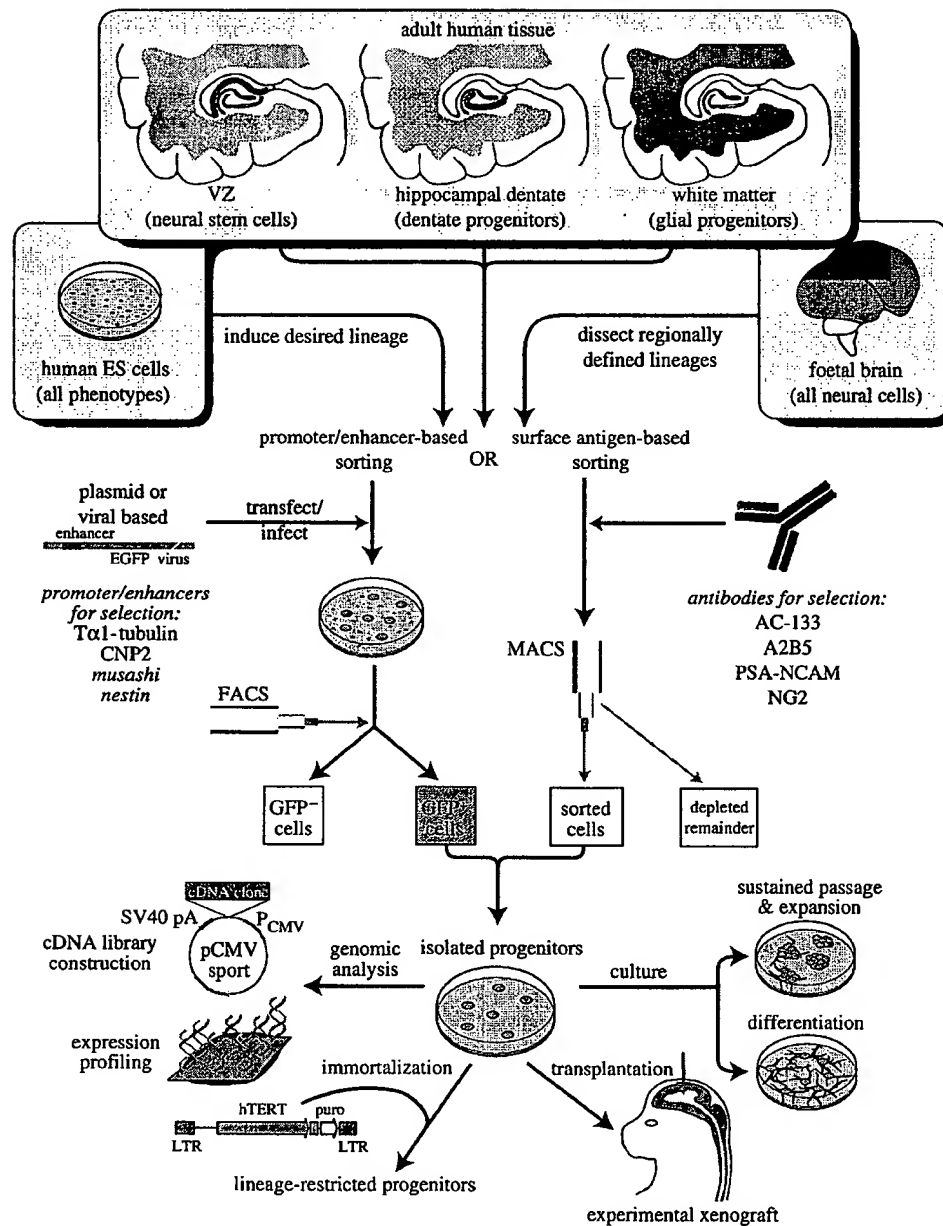 adult human tissue
VZ
(neural stem cells)
hippocampal dentate
(dentate progenitors)
white matter
(glial progenitors)
human ES cells
(all phenotypes)
induce desired lineage
dissect regionally
defined lineages
foetal brain
(all neural cells)
promoter/enhancer-based
sorting
OR
surface antigen-based
sorting
plasmid or
viral based
enhancer
EGFP virus
transfect/
infect
promoter/enhancers
for selection:
Tα1-tubulin
CNP2
musashi
nestin
antibodies for selection:
AC-133
A2B5
PSA-NCAM
NG2
MACS
FACS
GFP–
cells
GFP+
cells
sorted
cells
depleted
remainder
cDNA clone
SV40 pA
PCMV
pCMV
sport
cDNA library
construction
genomic
analysis
isolated progenitors
culture
sustained passage
& expansion
differentiation
expression
profiling
immortalization
transplantation
hTERT
puro
LTR
LTR
lineage-restricted progenitors
experimental xenograft